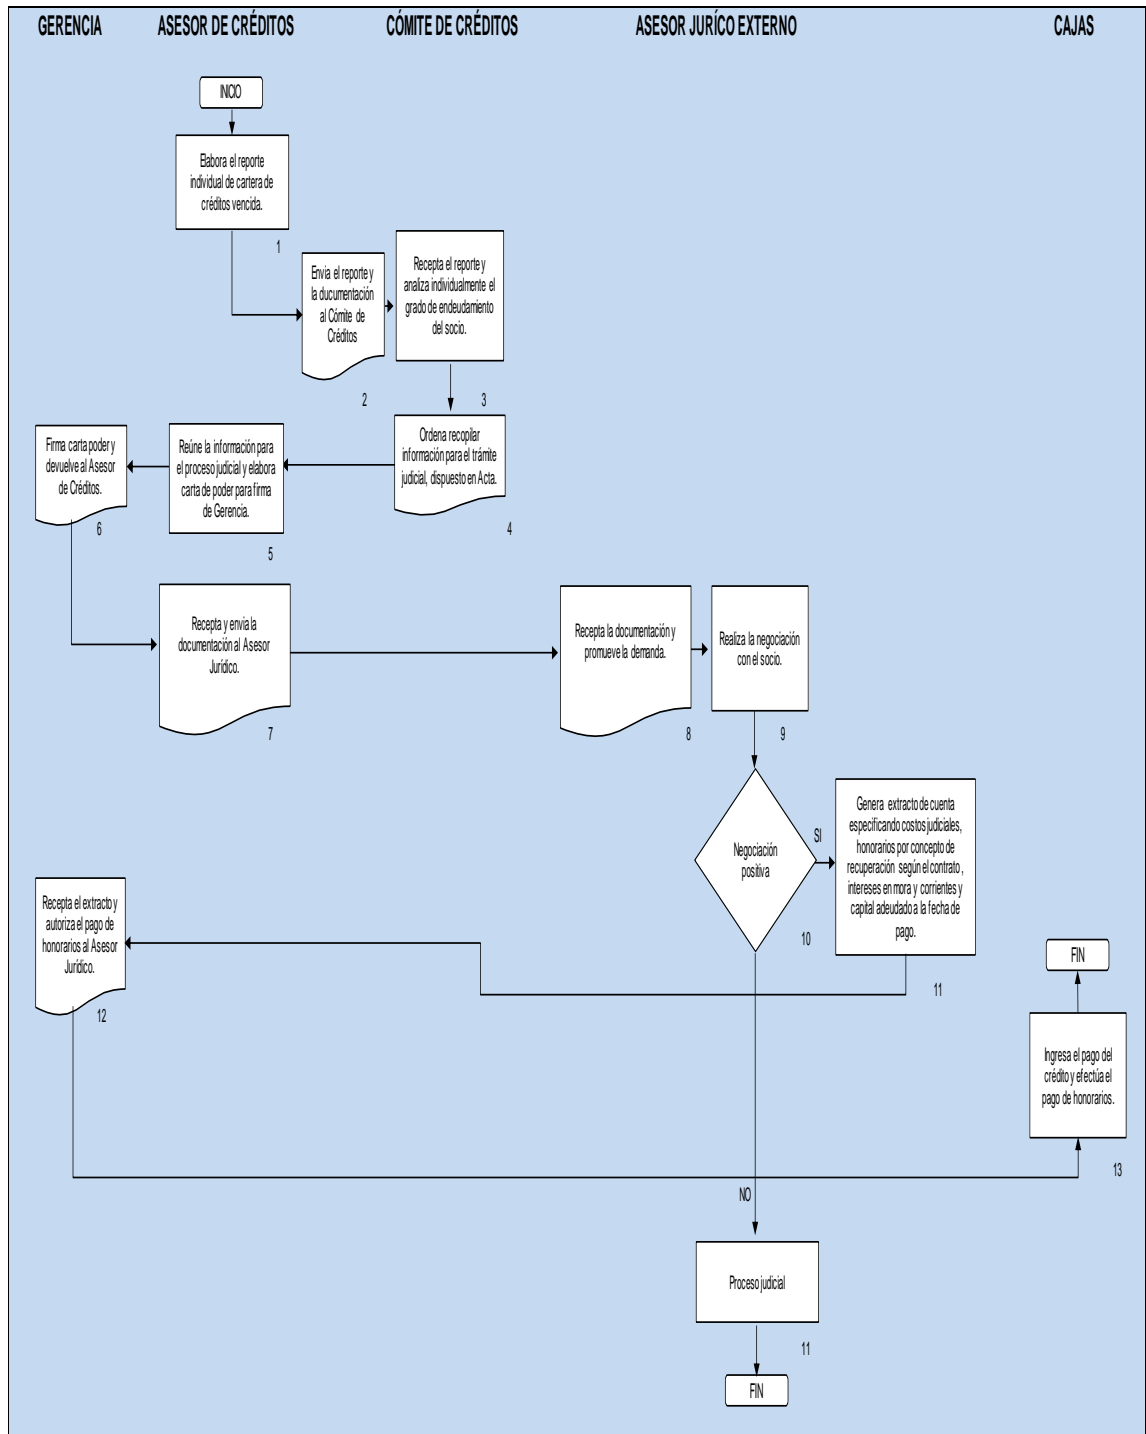 GERENCIA
ASESOR DE CRÉDITOS
CÓMITE DE CRÉDITOS
ASESOR JURÍCO EXTERNO
CAJAS
INICIO
Elabora el reporte
individual de cartera de
créditos vencida.
1
Envia el reporte y
la ducumentación
al Cómite de
Créditos
2
Recepta el reporte y
analiza individualmente el
grado de endeudamiento
del socio.
3
Ordena recopilar
información para el trámite
judicial, dispuesto en Acta.
4
Reúne la información para
el proceso judicial y elabora
carta de poder para firma
de Gerencia.
5
Firma carta poder y
devuelve al Asesor
de Créditos.
6
Recepta y envia la
documentación al Asesor
Jurídico.
7
Recepta la documentación y
promueve la demanda.
8
Realiza la negociación
con el socio.
9
Negociación
positiva
10
SI
Genera extracto de cuenta
especificando costos judiciales,
honorarios por concepto de
recuperación según el contrato ,
intereses en mora y corrientes y
capital adeudado a la fecha de
pago.
11
Recepta el extracto y
autoriza el pago de
honorarios al Asesor
Jurídico.
12
FIN
Ingresa el pago del
crédito y efectúa el
pago de honorarios.
13
NO
Proceso judicial
11
FIN